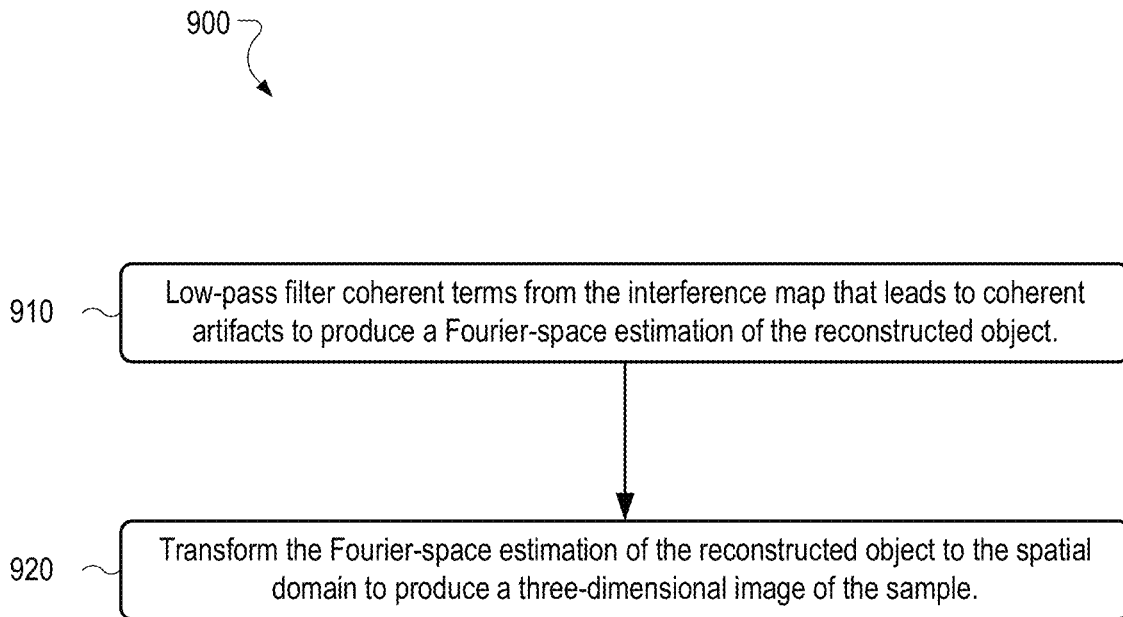 900
910
Low-pass filter coherent terms from the interference map that leads to coherent
artifacts to produce a Fourier-space estimation of the reconstructed object.
920
Transform the Fourier-space estimation of the reconstructed object to the spatial
domain to produce a three-dimensional image of the sample.